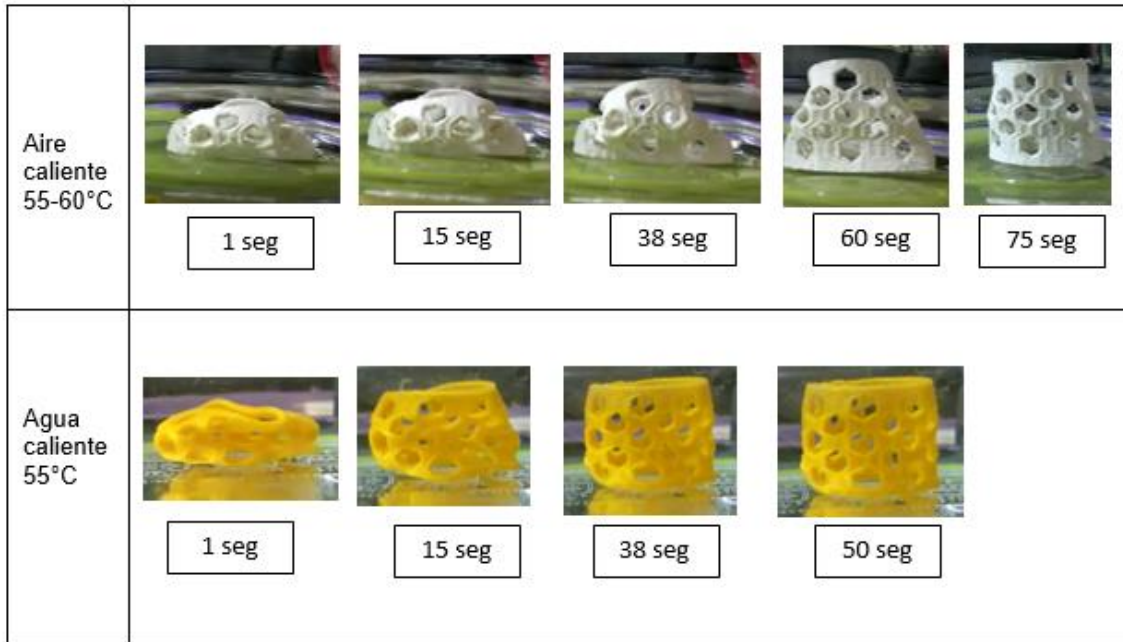 Aire
caliente
55-60°C
1 seg
15 seg
38 seg
60 seg
75 seg
Agua
caliente
55°C
1 seg
15 seg
38 seg
50 seg